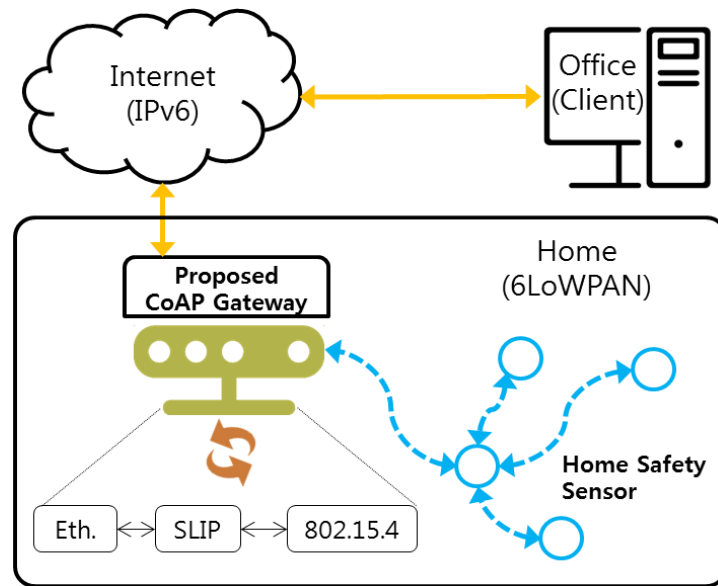 Internet
(IPv6)
Office
(Client)
Proposed
CoAP Gateway
Home
(6LoWPAN)
Home Safety
Sensor
Eth.
SLIP
802.15.4